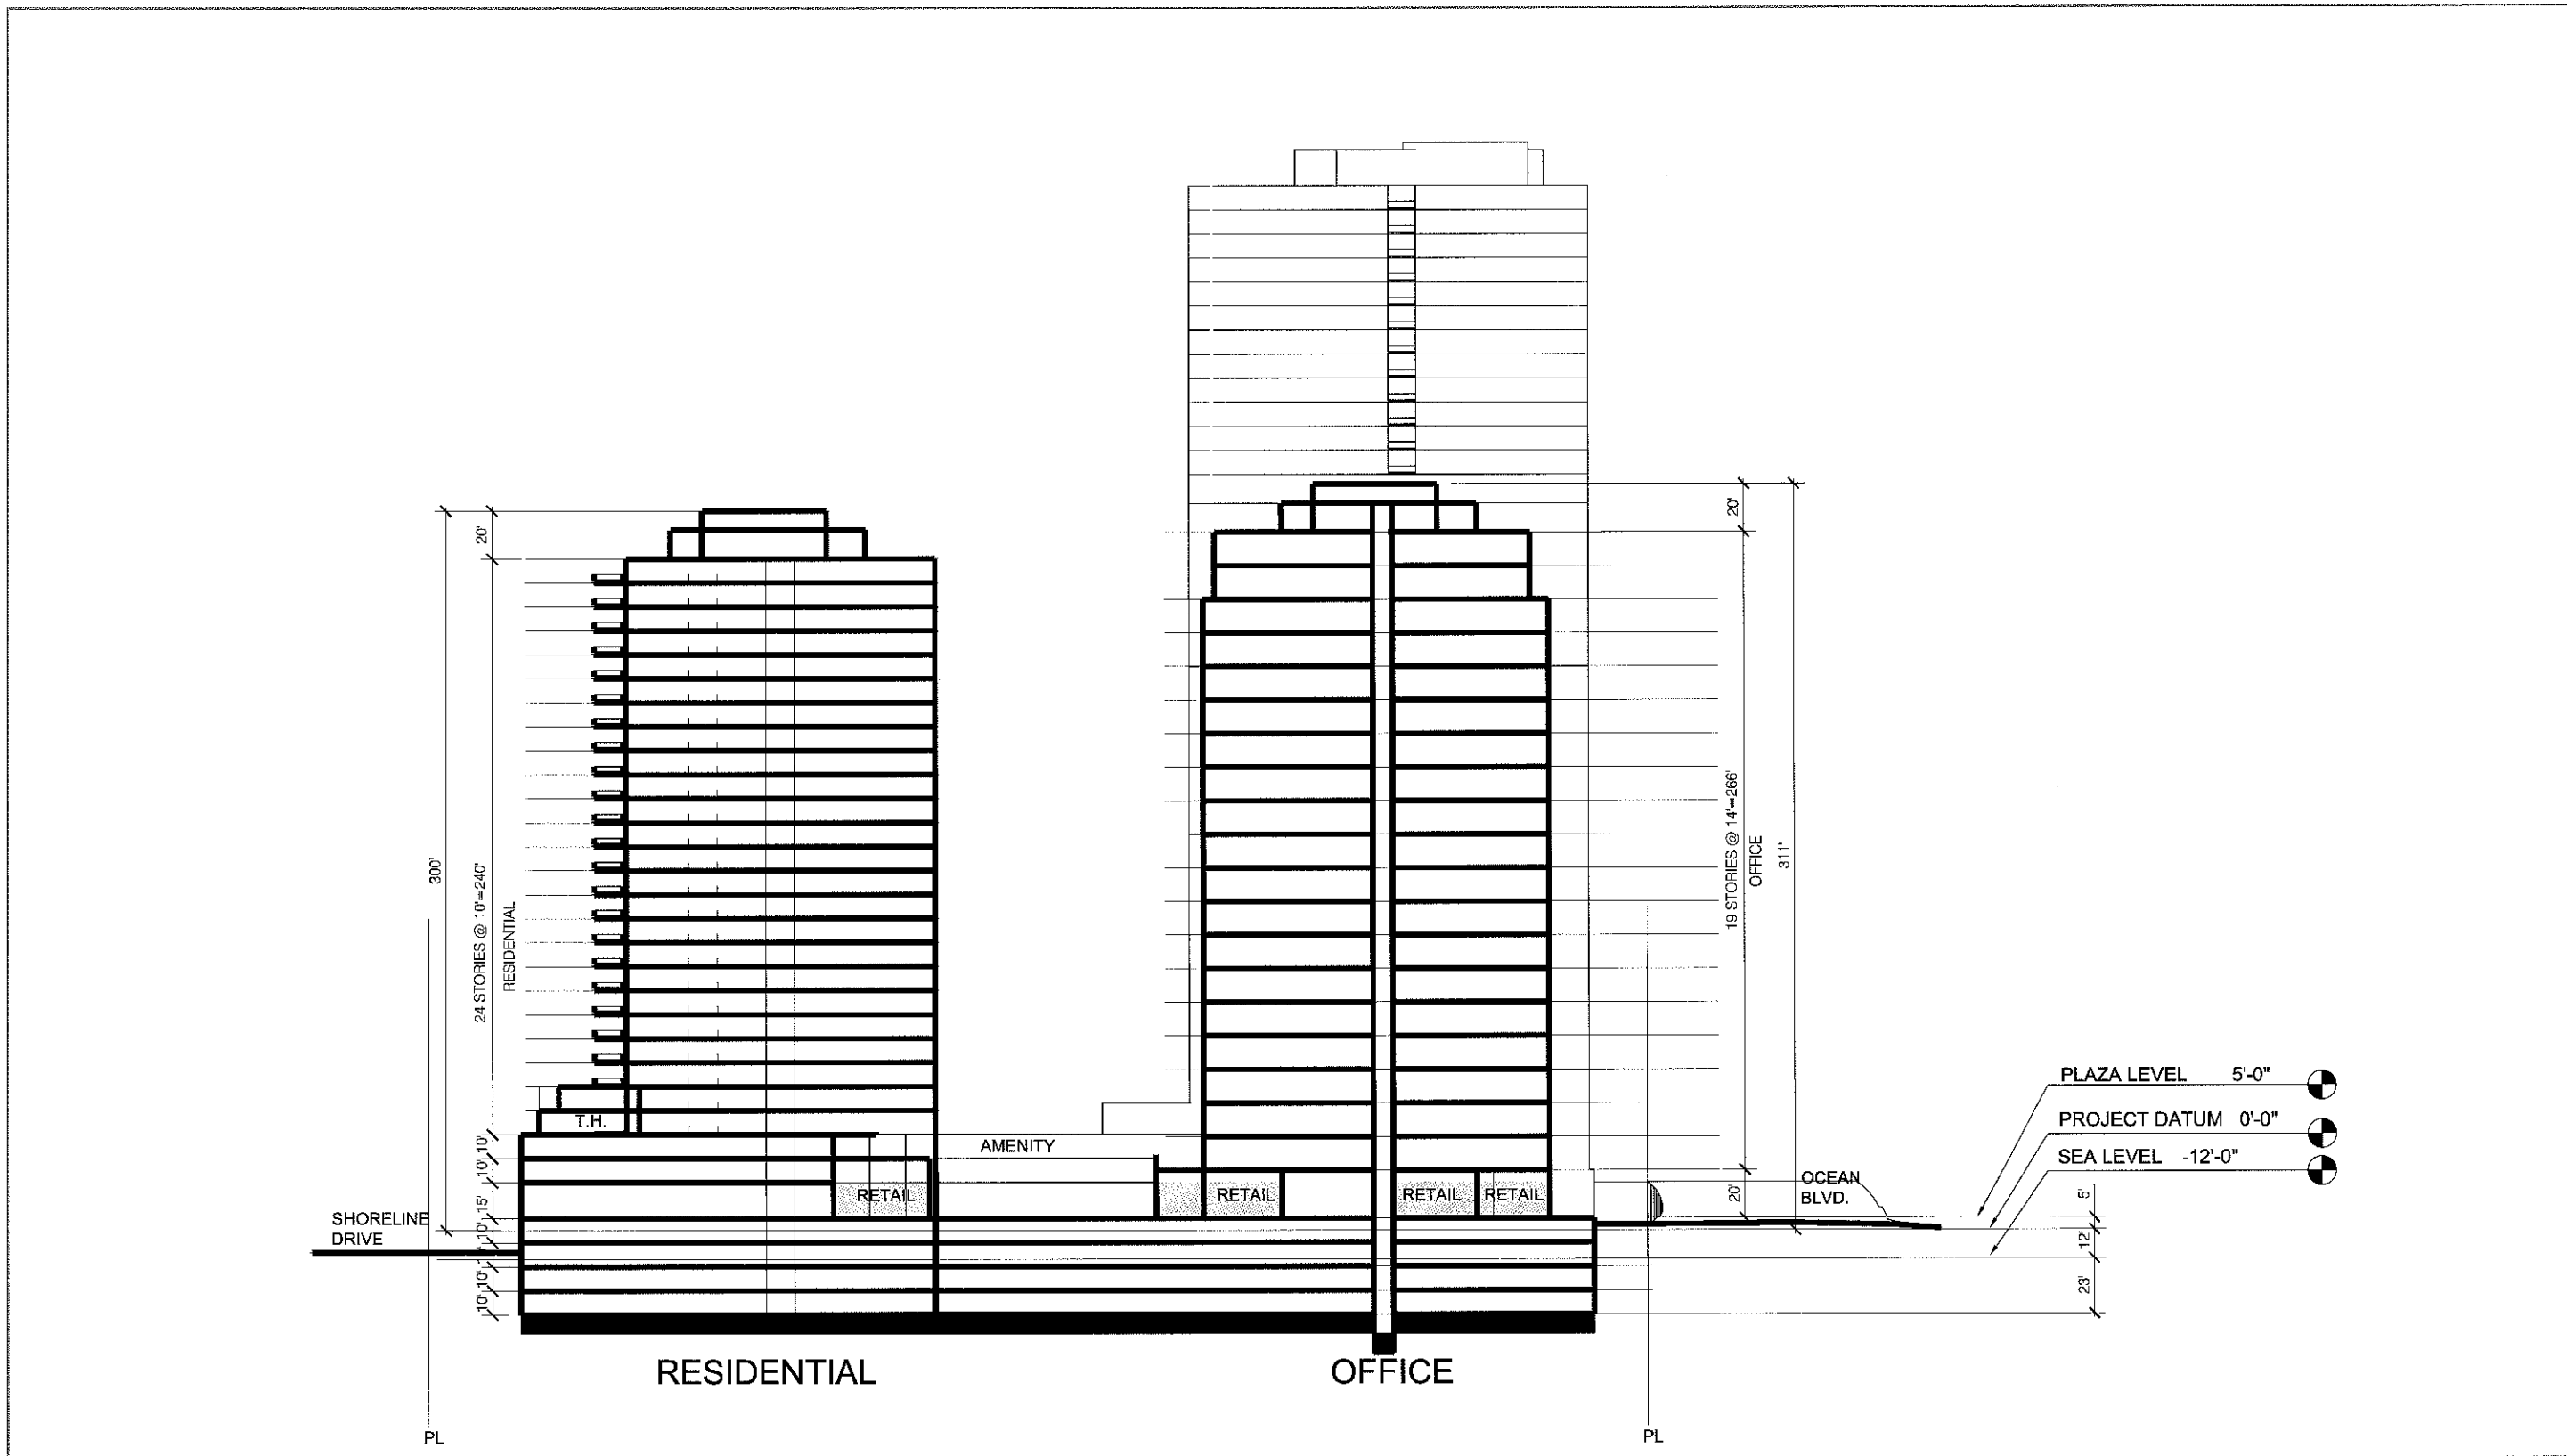 20'
300'
24 STORIES @ 10'=240'
RESIDENTIAL
T.H.
10'
10'
15'
10'
10'
10'
SHORELINE
DRIVE
AMENITY
RETAIL
RETAIL
RETAIL
RETAIL
20'
19 STORIES @ 14'=266'
OFFICE
311'
20'
OCEAN
BLVD.
PLAZA LEVEL 5'-0"
PROJECT DATUM 0'-0"
SEA LEVEL -12'-0"
5'
12'
23'
RESIDENTIAL
OFFICE
PL
PL